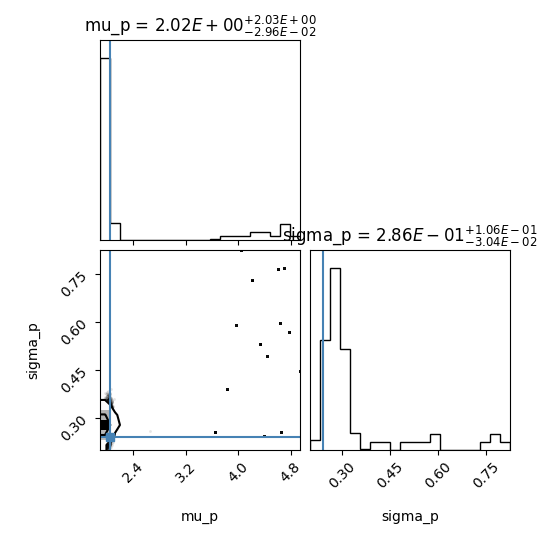 mu_p = 2.02E + 00 +2.03E + 00 −2.96E − 02
sigma_p = 2.86E − 01 +1.06E − 01 −3.04E − 02
0.75
0.60
0.45
0.30
sigma_p
2.4 3.2 4.0 4.8
0.30 0.45 0.60 0.75
mu_p
sigma_p